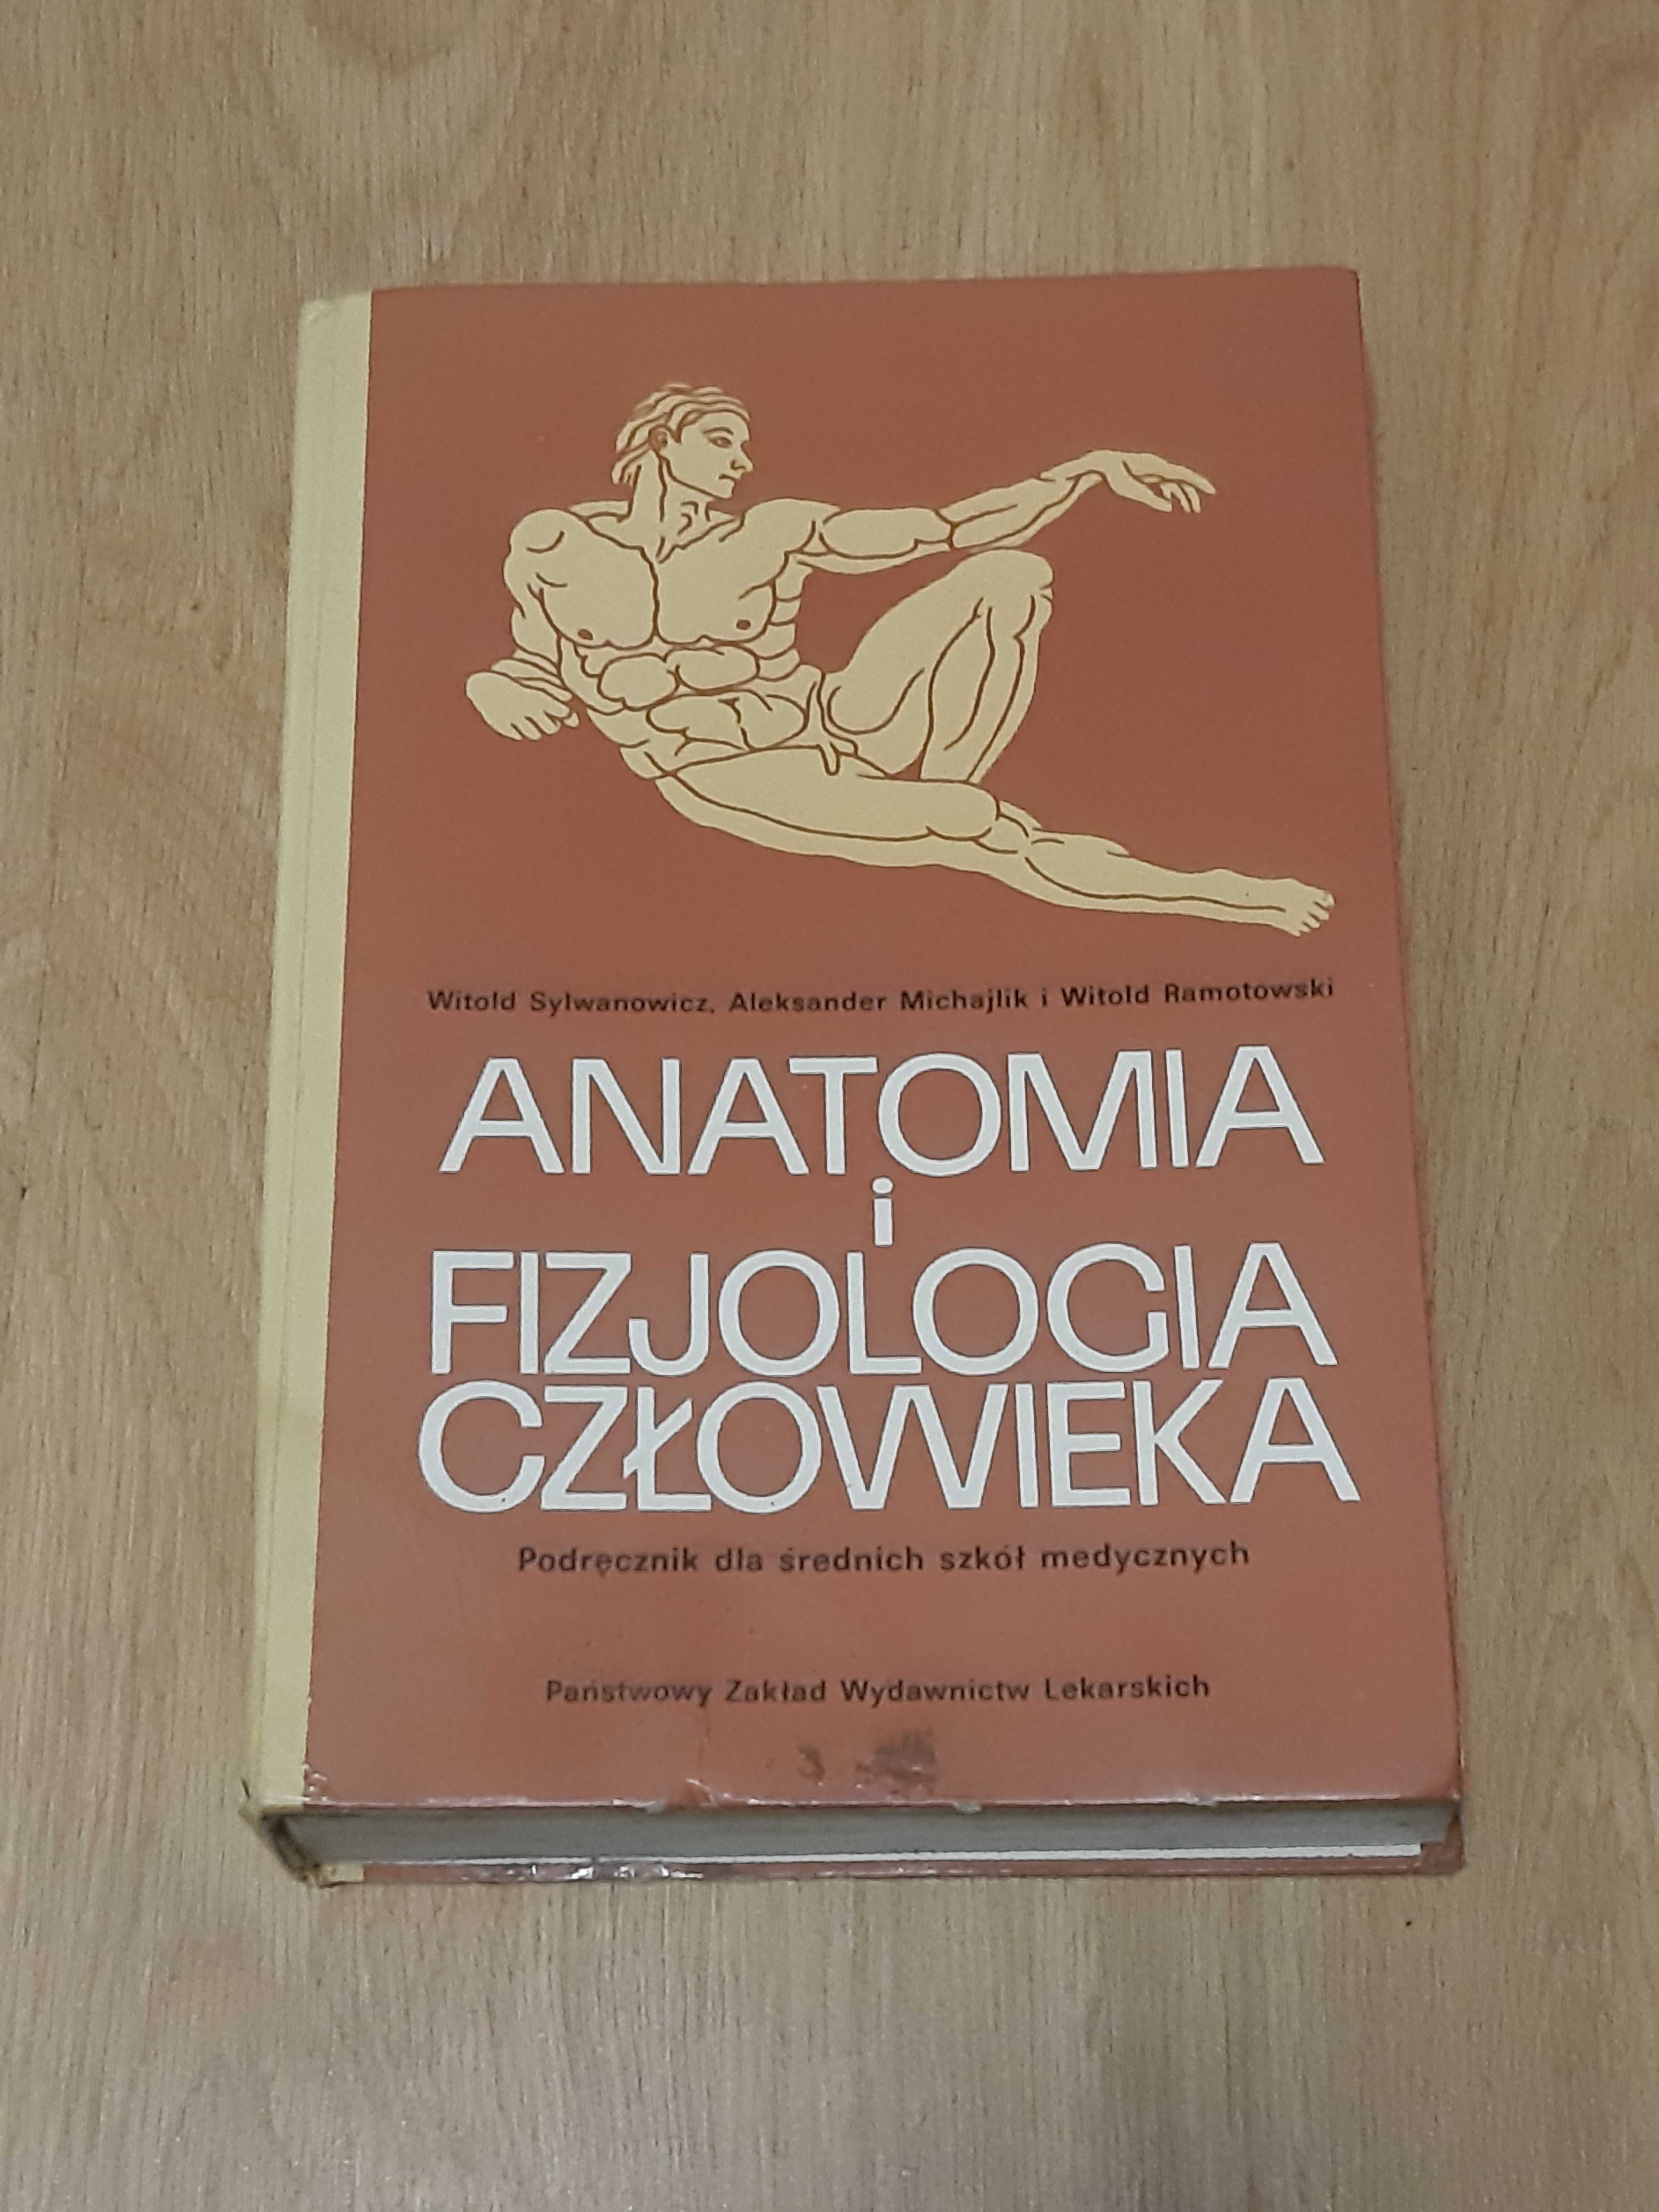 Witold Sylwanowicz, Aleksander Michajlik i Witold Ramotowski
ANATOMIA
i
FIZJOLOGIA
CZŁOWIEKA
Podręcznik dla średnich szkół medycznych
Państwowy Zakład Wydawnictw Lekarskich